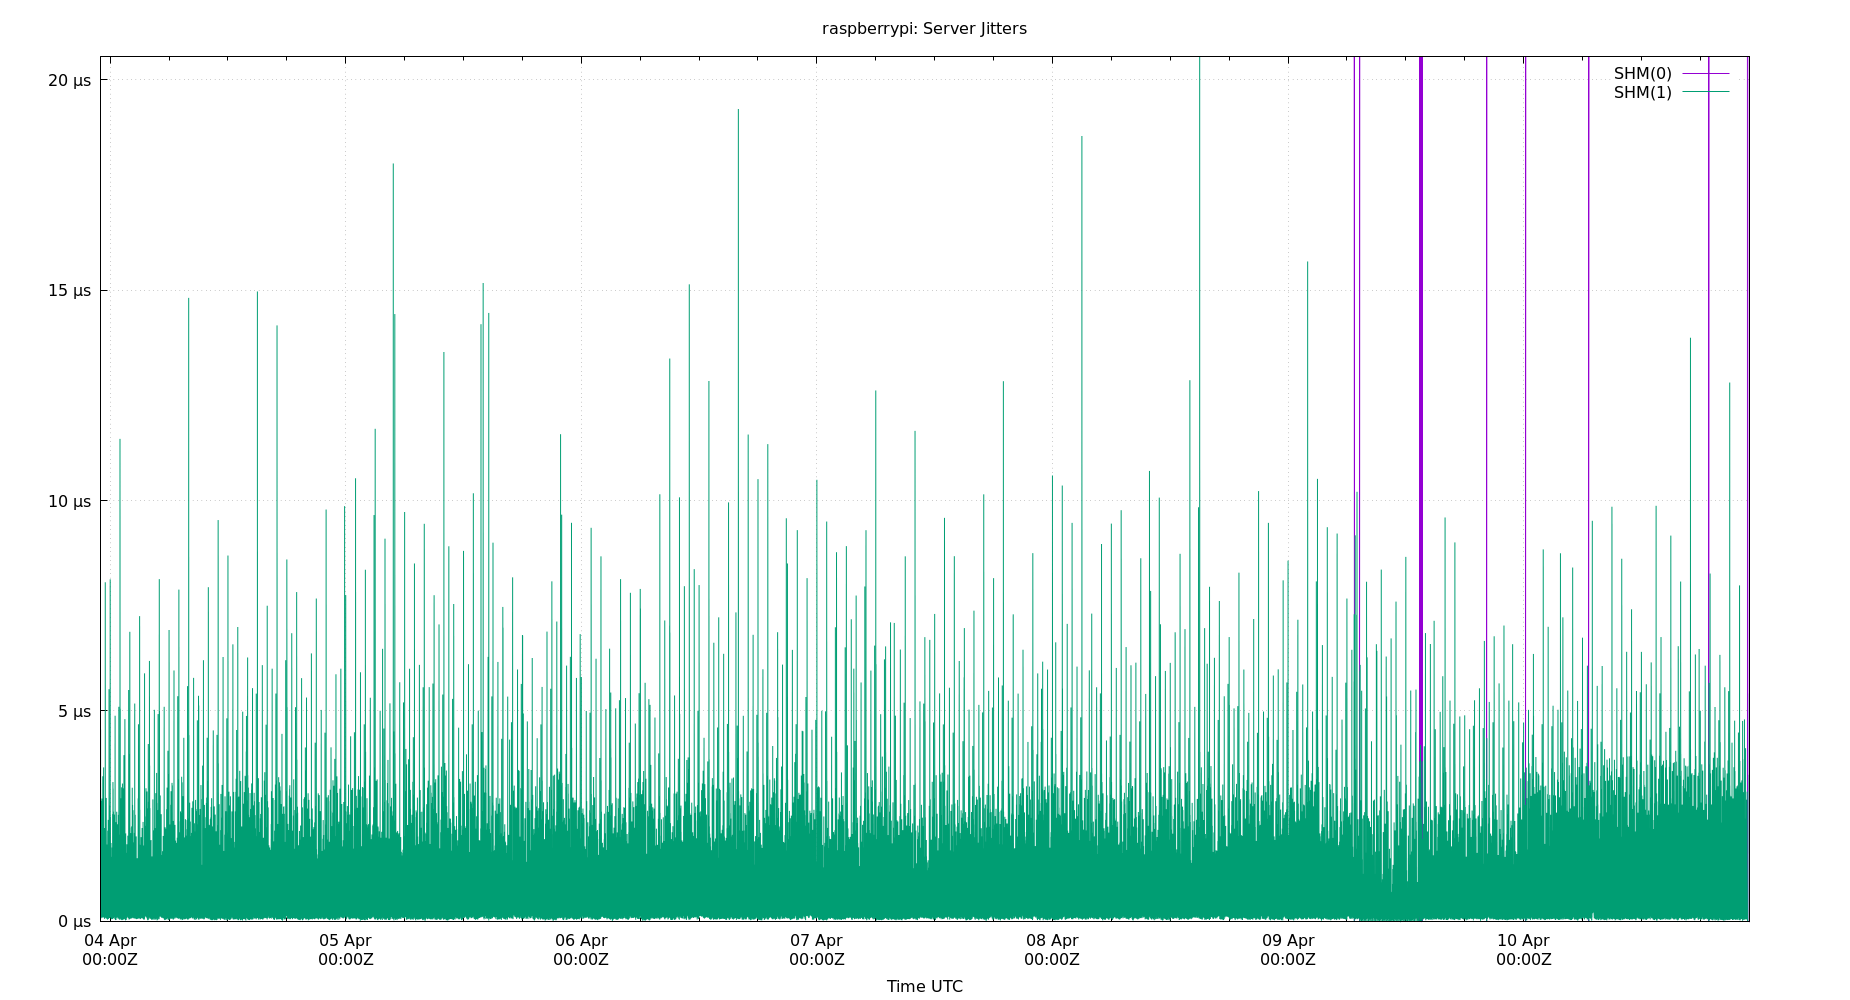 raspberrypi: Server Jitters
20 µs
15 µs
10 µs
5 µs
0 µs
SHM(0)
SHM(1)
04 Apr 05 Apr 06 Apr 07 Apr 08 Apr 09 Apr 10 Apr
00:00Z 00:00Z 00:00Z 00:00Z 00:00Z 00:00Z 00:00Z
Time UTC